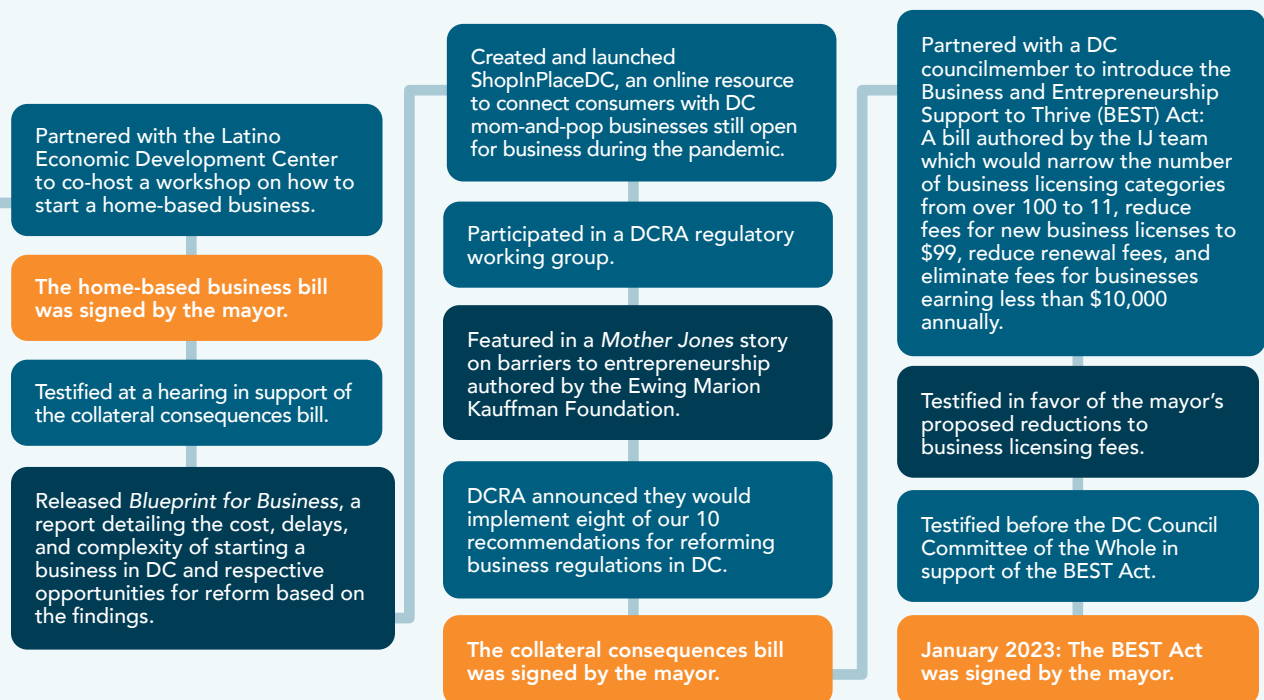 Partnered with the Latino
Economic Development Center
to co-host a workshop on how to
start a home-based business.
The home-based business bill
was signed by the mayor.
Testified at a hearing in support of
the collateral consequences bill.
Released Blueprint for Business, a
report detailing the cost, delays,
and complexity of starting a
business in DC and respective
opportunities for reform based on
the findings.
Created and launched
ShopInPlaceDC, an online resource
to connect consumers with DC
mom-and-pop businesses still open
for business during the pandemic.
Participated in a DCRA regulatory
working group.
Featured in a Mother Jones story
on barriers to entrepreneurship
authored by the Ewing Marion
Kauffman Foundation.
DCRA announced they would
implement eight of our 10
recommendations for reforming
business regulations in DC.
The collateral consequences bill
was signed by the mayor.
Partnered with a DC
councilmember to introduce the
Business and Entrepreneurship
Support to Thrive (BEST) Act:
A bill authored by the IJ team
which would narrow the number
of business licensing categories
from over 100 to 11, reduce
fees for new business licenses to
$99, reduce renewal fees, and
eliminate fees for businesses
earning less than $10,000
annually.
Testified in favor of the mayor’s
proposed reductions to
business licensing fees.
Testified before the DC Council
Committee of the Whole in
support of the BEST Act.
January 2023: The BEST Act
was signed by the mayor.